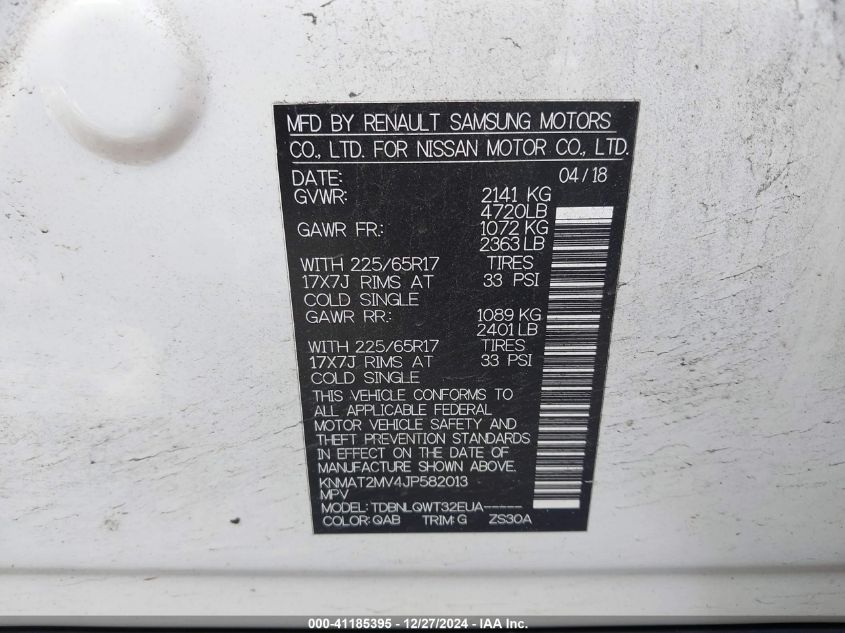 MFD BY RENAULT SAMSUNG MOTORS
CO., LTD. FOR NISSAN MOTOR CO., LTD.
DATE: 04/18
GVWR: 2141 KG
4720LB
GAWR FR.: 1072 KG
2363LB
WITH 225/65R17 TIRES
17X7J RIMS AT 33 PSI
COLD SINGLE
GAWR RR.: 1089 KG
2401LB
WITH 225/65R17 TIRES
17X7J RIMS AT 33 PSI
COLD SINGLE
THIS VEHICLE CONFORMS TO
ALL APPLICABLE FEDERAL
MOTOR VEHICLE SAFETY AND
THEFT PREVENTION STANDARDS
IN EFFECT ON THE DATE OF
MANUFACTURE SHOWN ABOVE.
KNMAT2MV4JP582013
MPV
MODEL: TDBNLQWT32EUA-----
COLOR: QAB TRIM: G ZS30A
000-41185395 - 12/27/2024 - IAA Inc.